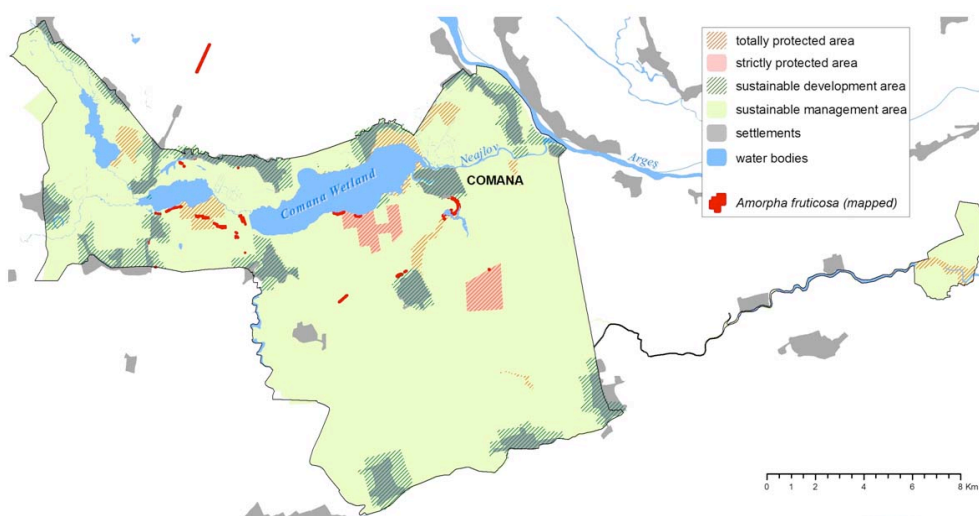 totally protected area
strictly protected area
sustainable development area
sustainable management area
settlements
water bodies
Amorpha fruticosa (mapped)
Neajlov
Argeș
COMANA
Comana Wetland
0 1 2 4 6 8 Km